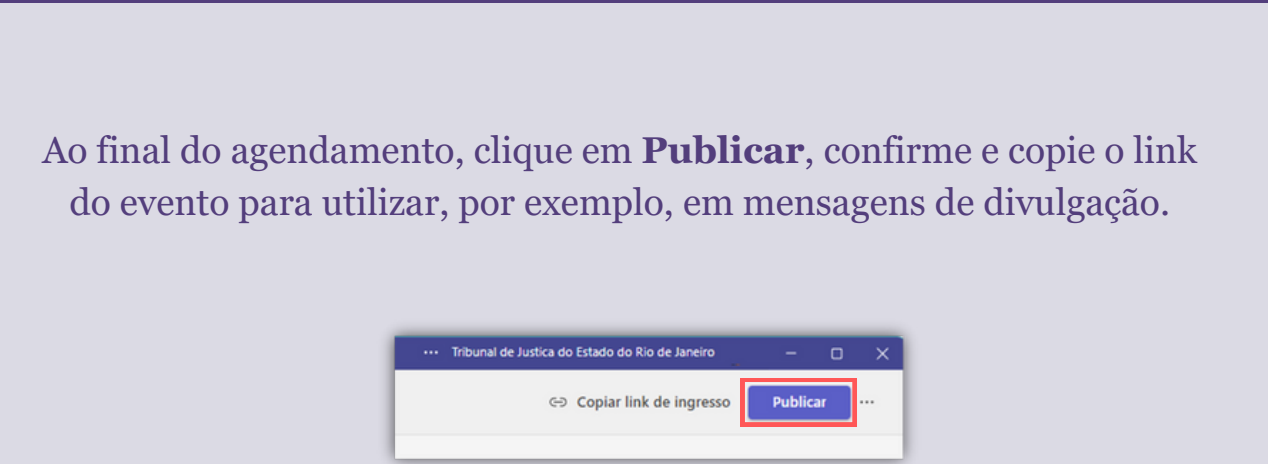 Ao final do agendamento, clique em Publicar, confirme e copie o link
do evento para utilizar, por exemplo, em mensagens de divulgação.
... Tribunal de Justica do Estado do Rio de Janeiro
Copiar link de ingresso Publicar ...